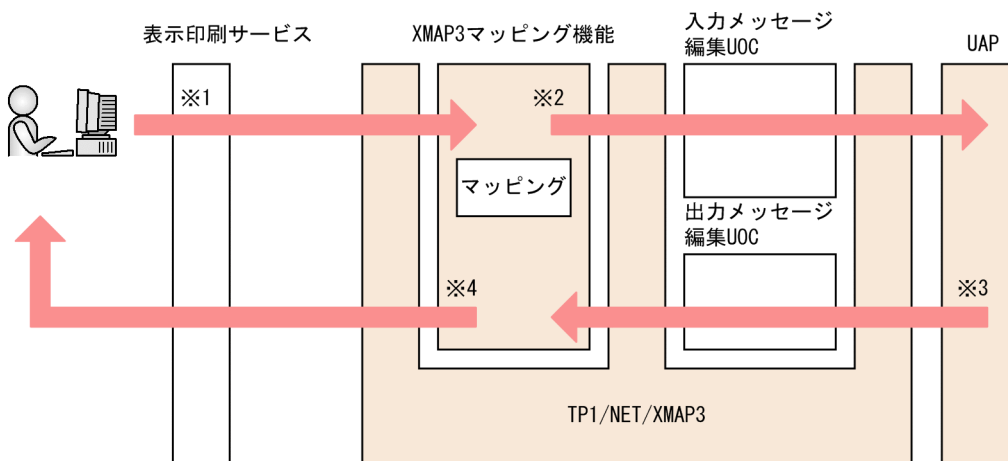 表示印刷サービス
XMAP3マッピング機能
入力メッセージ
編集UOC
UAP
※1
※2
マッピング
出力メッセージ
編集UOC
※4
※3
TP1/NET/XMAP3